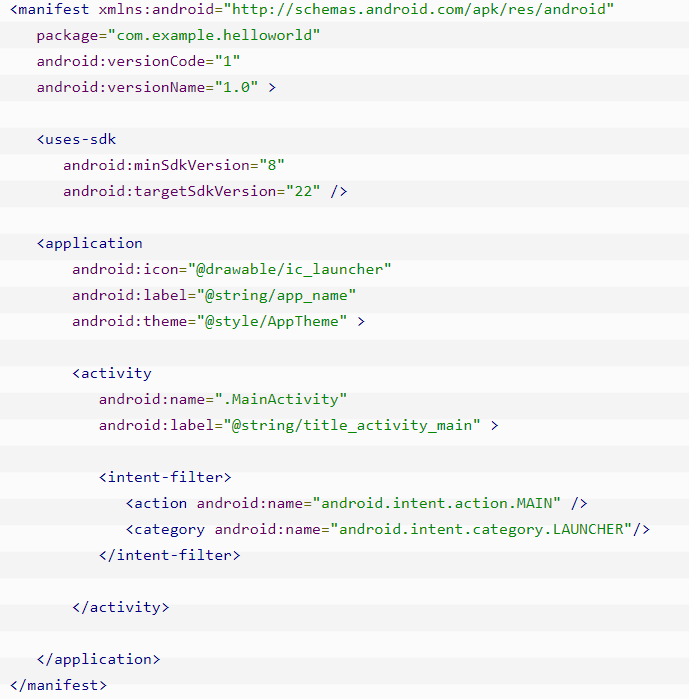 <manifest xmlns:android="http://schemas.android.com/apk/res/android"
   package="com.example.helloworld"
   android:versionCode="1"
   android:versionName="1.0" >

   <uses-sdk
      android:minSdkVersion="8"
      android:targetSdkVersion="22" />

   <application
       android:icon="@drawable/ic_launcher"
       android:label="@string/app_name"
       android:theme="@style/AppTheme" >

       <activity
          android:name=".MainActivity"
          android:label="@string/title_activity_main" >

          <intent-filter>
             <action android:name="android.intent.action.MAIN" />
             <category android:name="android.intent.category.LAUNCHER"/>
          </intent-filter>

       </activity>

   </application>
</manifest>